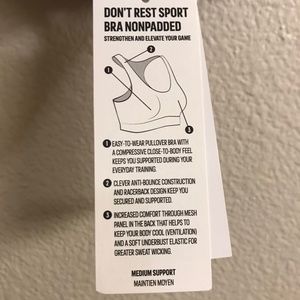 DON'T REST SPORT
BRA NONPADDED
STRENGTHEN AND ELEVATE YOUR GAME
2
1
3
1 EASY-TO-WEAR PULLOVER BRA WITH
A COMPRESSIVE CLOSE-TO-BODY FEEL
KEEPS YOU SUPPORTED DURING YOUR
EVERYDAY TRAINING.
2 CLEVER ANTI-BOUNCE CONSTRUCTION
AND RACERBACK DESIGN KEEP YOU
SECURED AND SUPPORTED.
3 INCREASED COMFORT THROUGH MESH
PANEL IN THE BACK THAT HELPS TO
KEEP YOUR BODY COOL (VENTILATION)
AND A SOFT UNDERBUST ELASTIC FOR
GREATER SWEAT WICKING.
MEDIUM SUPPORT
MAINTIEN MOYEN